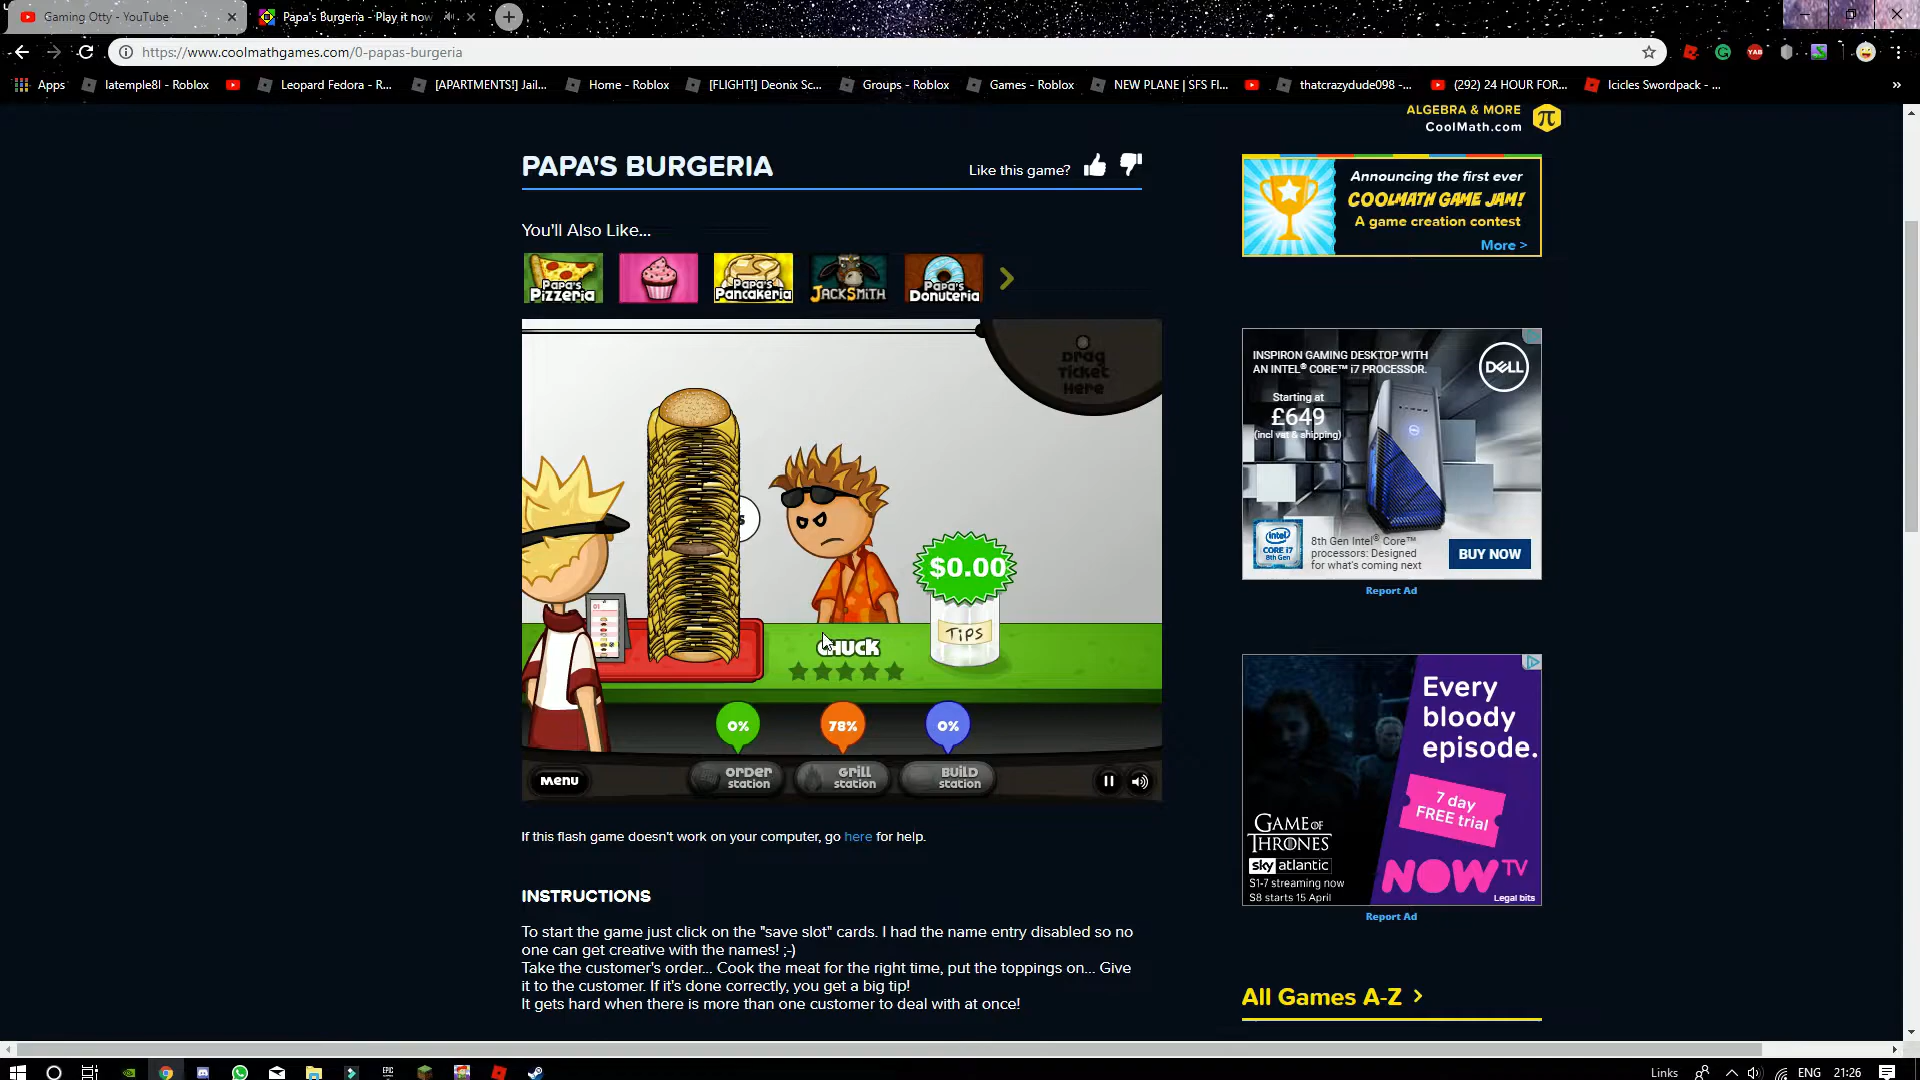 Gaming Otty - YouTube
Papa's Burgeria - Play it now
https://www.coolmathgames.com/0-papas-burgeria
Apps
latemple8l - Roblox
Leopard Fedora - R...
[APARTMENTS!] Jail...
Home - Roblox
[FLIGHT!] Deonix Sc...
Groups - Roblox
Games - Roblox
NEW PLANE | SFS Fl...
thatcrazydude098 -...
(292) 24 HOUR FOR...
Icicles Swordpack - ...
ALGEBRA & MORE
CoolMath.com
PAPA'S BURGERIA
Like this game?
Announcing the first ever
COOLMATH GAME JAM!
A game creation contest
More >
You'll Also Like...
Papa's Pizzeria
Papa's Pancakeria
JACKSMITH
Papa's Donuteria
Drag
Ticket
Here
$0.00
Tips
CHUCK
0%
78%
0%
menu
ORDER station
GRILL station
BUILD station
INSPIRON GAMING DESKTOP WITH
AN INTEL® CORE™ i7 PROCESSOR.
DELL
Starting at
£649
(incl vat & shipping)
intel
CORE i7
8th Gen
8th Gen Intel® Core™
processors: Designed
for what's coming next
BUY NOW
Report Ad
Every
bloody
episode.
7 day
FREE trial
GAME OF
THRONES
sky atlantic
S1-7 streaming now
S8 starts 15 April
NOW TV
Legal bits
Report Ad
If this flash game doesn't work on your computer, go here for help.
INSTRUCTIONS
To start the game just click on the "save slot" cards. I had the name entry disabled so no
one can get creative with the names! ;-)
Take the customer's order... Cook the meat for the right time, put the toppings on... Give
it to the customer. If it's done correctly, you get a big tip!
It gets hard when there is more than one customer to deal with at once!
All Games A-Z >
Links
ENG
21:26